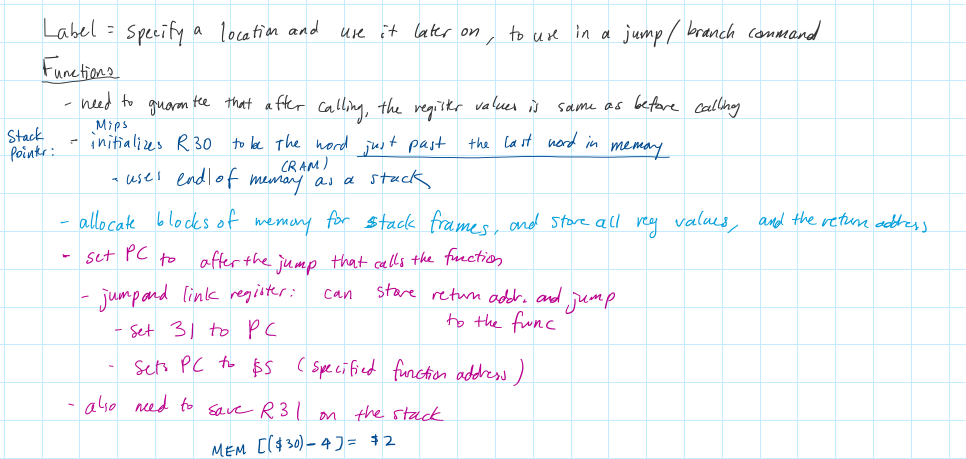 Label = specify a location and use it later on, to use in a jump/branch command
Functions
- need to guarantee that after calling, the register values is same as before calling
Stack Pointer: - Mips initializes R30 to be the word just past the last word in memory
- uses end of memory (RAM) as a stack
- allocate blocks of memory for stack frames, and store all reg values, and the return address
- set PC to after the jump that calls the function
- jump and link register: can store return addr. and jump to the func
- set 31 to PC
- sets PC to $s (specified function address)
- also need to save R31 on the stack
MEM [($30)-4] = $2